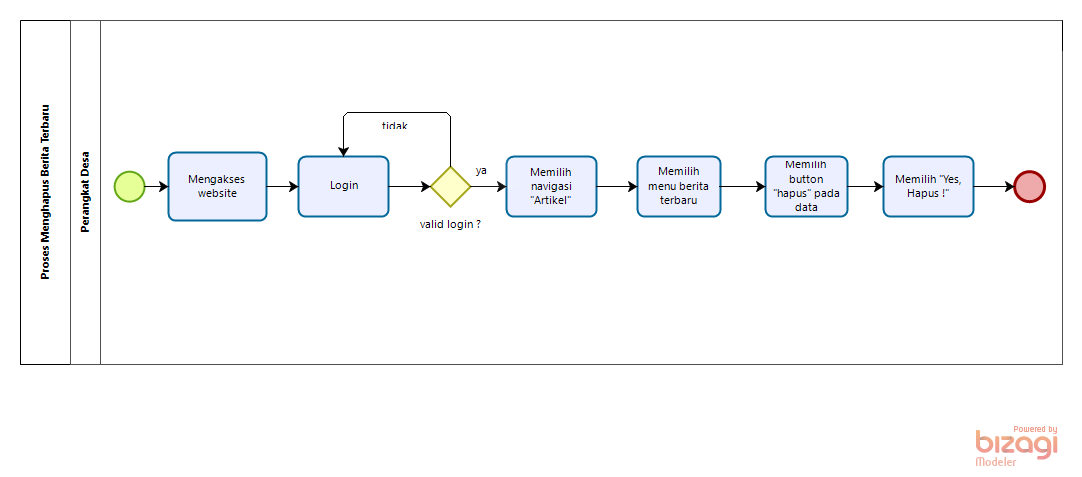 Proses Menghapus Berita Terbaru
Perangkat Desa
Mengakses
website
Login
tidak
valid login ?
ya
Memilih
navigasi
"Artikel"
Memilih
menu berita
terbaru
Memilih
button
"hapus" pada
data
Memilih "Yes,
Hapus !"
Powered by
bizagi
Modeler